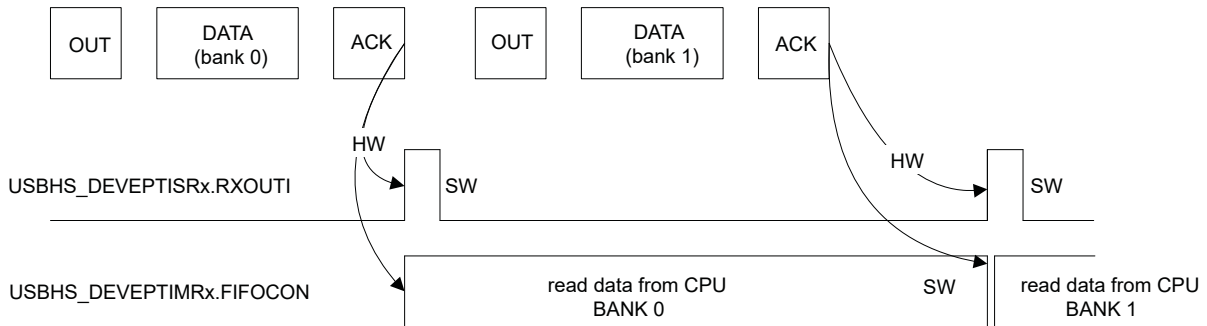 OUT
DATA
(bank 0)
ACK
OUT
DATA
(bank 1)
ACK
HW
HW
USBHS_DEVEPTISRx.RXOUTI
SW
SW
USBHS_DEVEPTIMRx.FIFOCON
read data from CPU
BANK 0
SW
read data from CPU
BANK 1